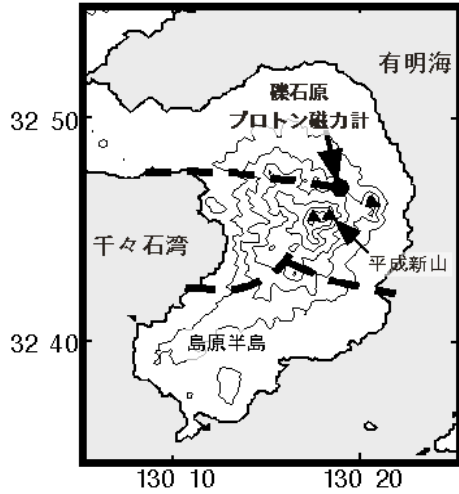 有明海
礫石原
プロトン磁力計
32 50
千々石湾
平成新山
32 40
島原半島
130 10
130 20